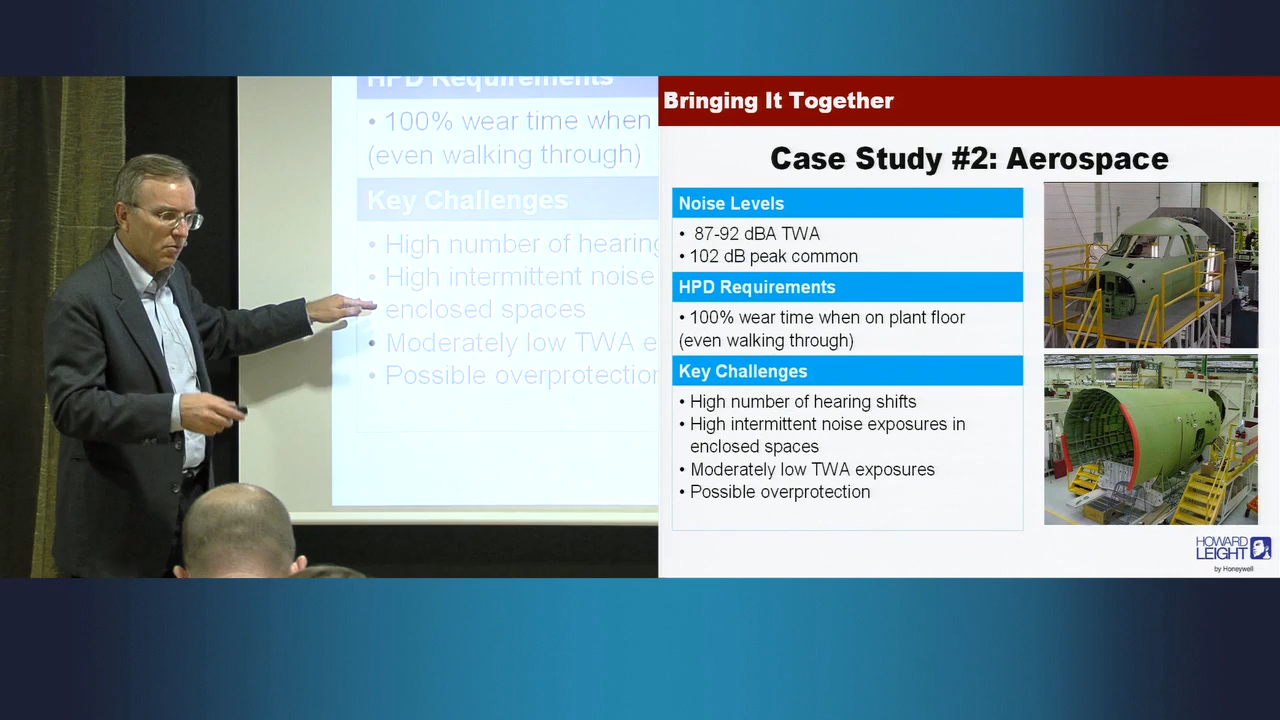 HPD Requirements
• 100% wear time when
(even walking through)
Key Challenges
• High number of hearing
• High intermittent noise
enclosed spaces
• Moderately low TWA e
• Possible overprotection
Bringing It Together
Case Study #2: Aerospace
Noise Levels
• 87-92 dBA TWA
• 102 dB peak common
HPD Requirements
• 100% wear time when on plant floor
(even walking through)
Key Challenges
• High number of hearing shifts
• High intermittent noise exposures in
enclosed spaces
• Moderately low TWA exposures
• Possible overprotection
HOWARD
LEIGHT
by Honeywell